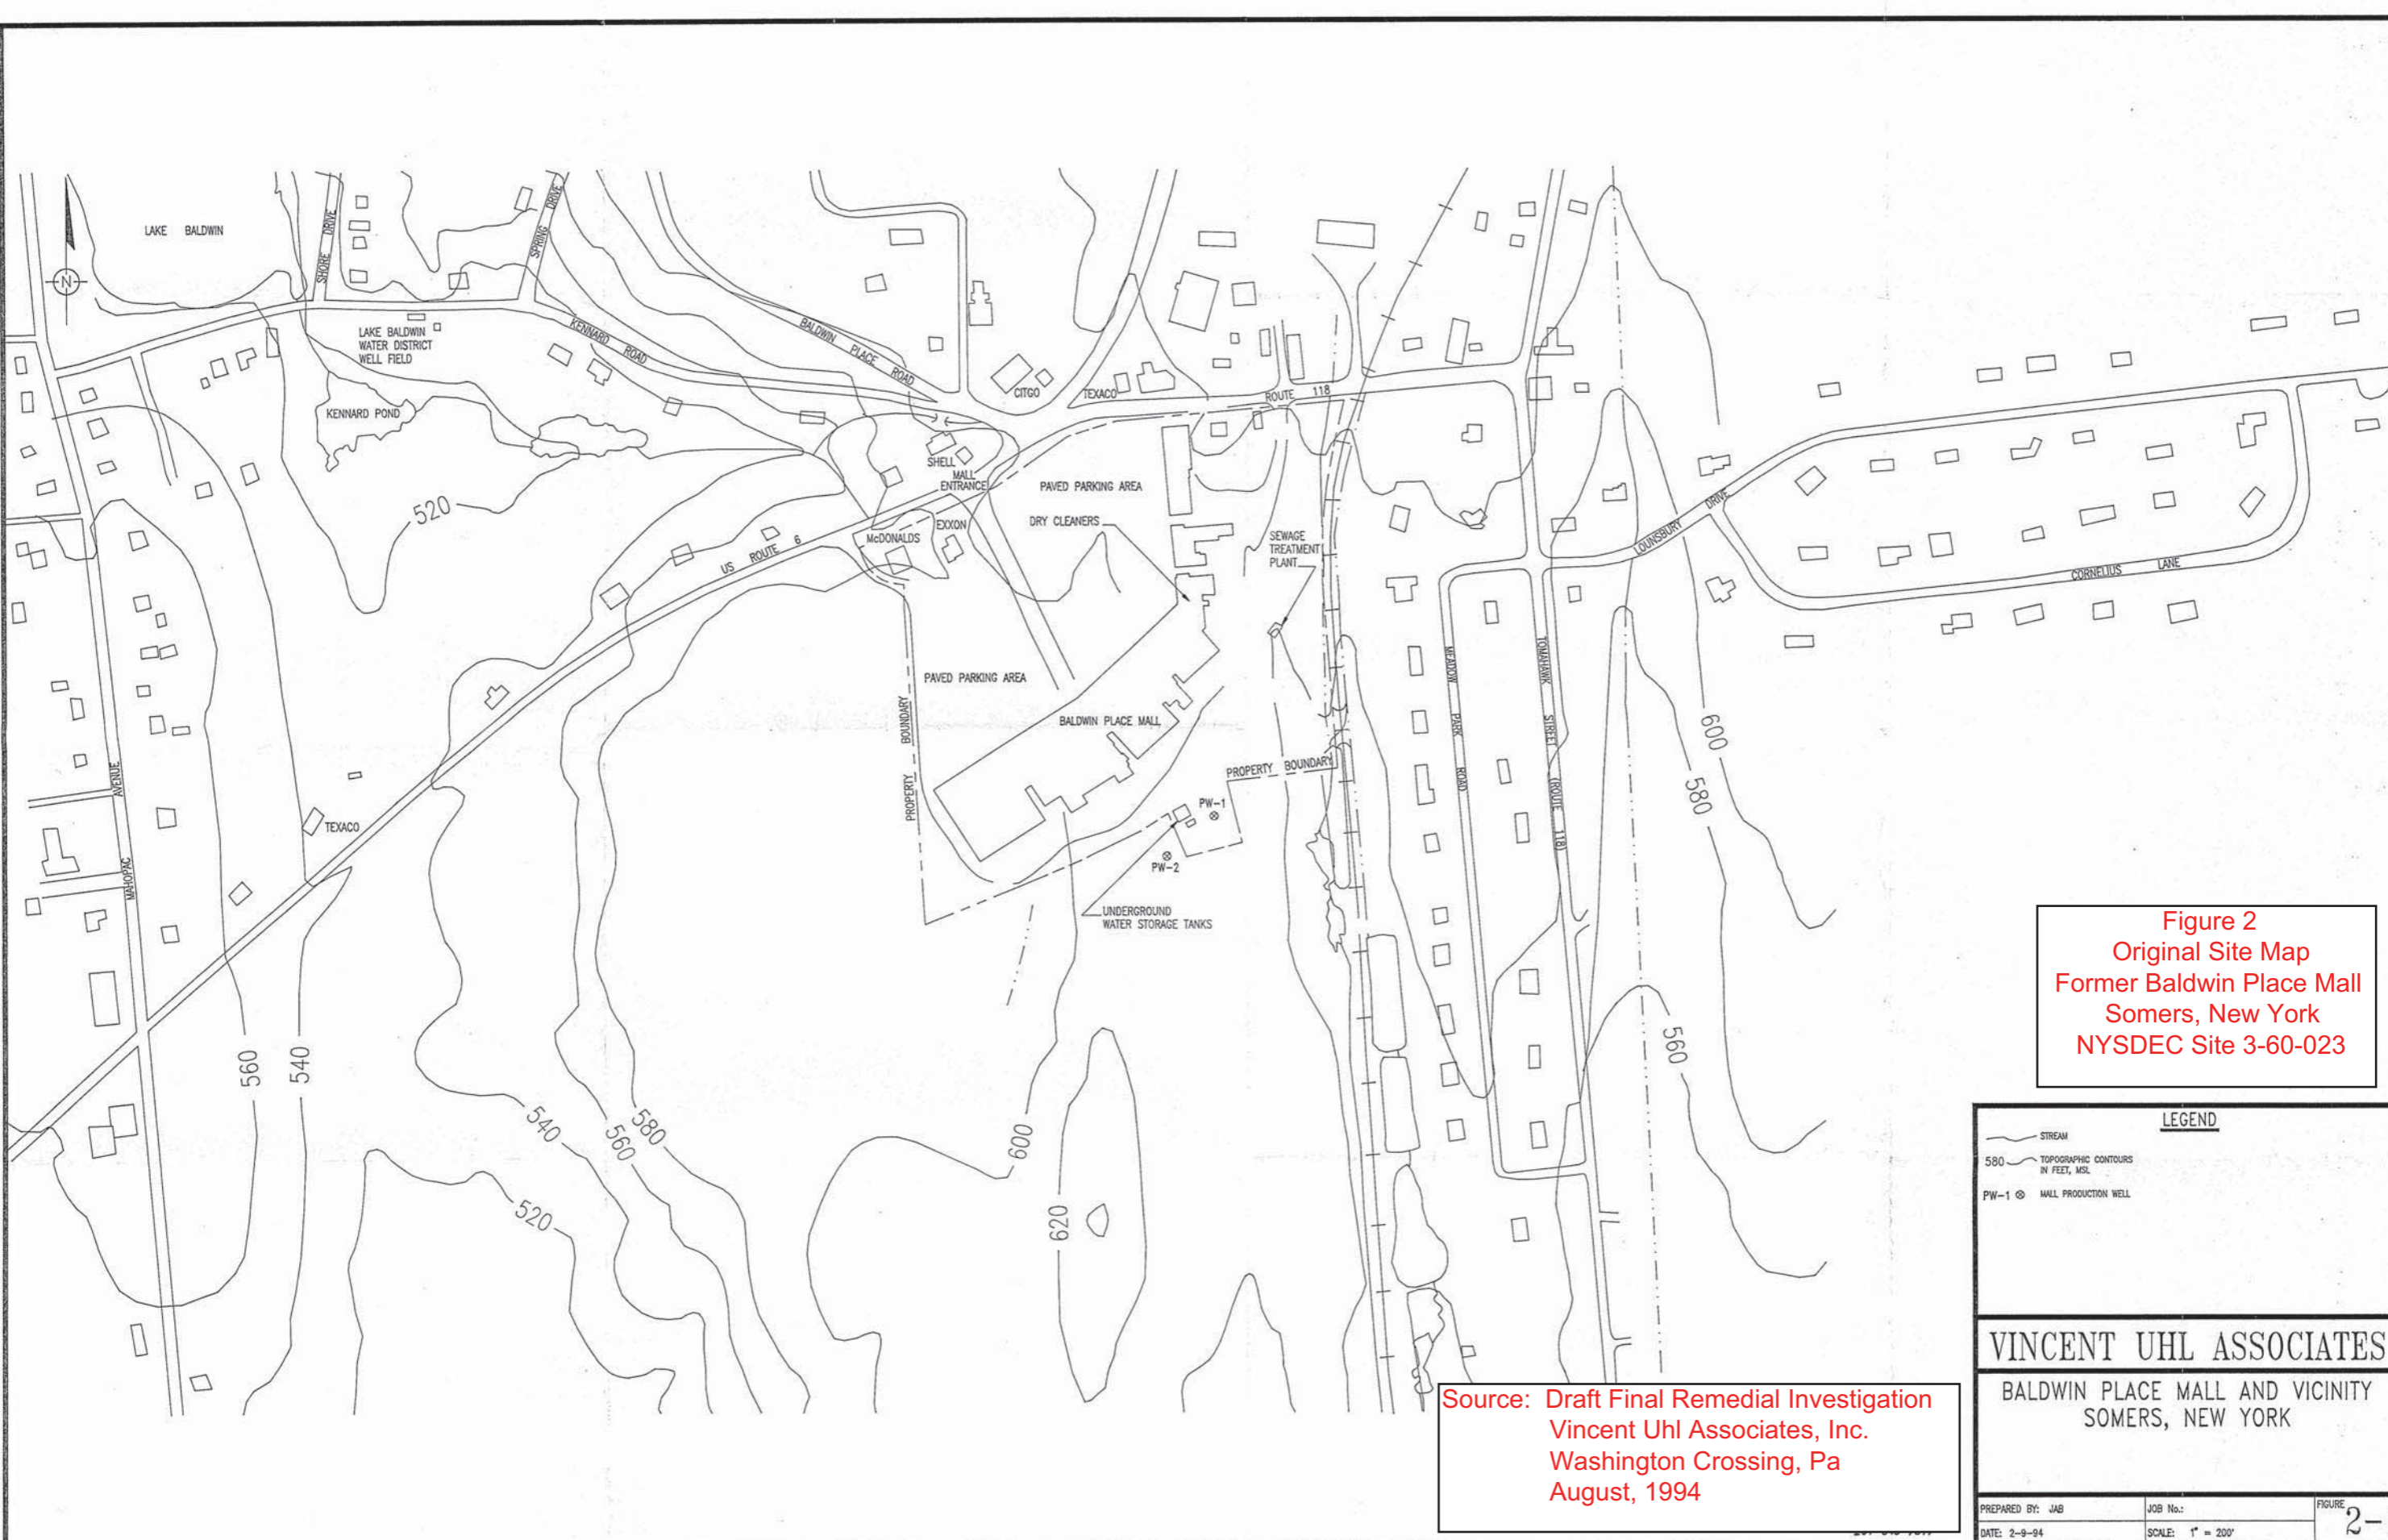 LAKE BALDWIN
SHORE DRIVE
SPRING DRIVE
N
LAKE BALDWIN
WATER DISTRICT
WELL FIELD
KENNARD ROAD
BALDWIN PLACE ROAD
KENNARD POND
CITGO
TEXACO
ROUTE 118
SHELL
MALL
ENTRANCE
PAVED PARKING AREA
520
EXXON
DRY CLEANERS
McDONALDS
US ROUTE 6
SEWAGE
TREATMENT
PLANT
LOUNSBURY DRIVE
CORNELIUS LANE
PAVED PARKING AREA
MEADOW PARK ROAD
TOMAHAWK STREET (ROUTE 118)
BALDWIN PLACE MALL
PROPERTY BOUNDARY
PROPERTY BOUNDARY
600
580
PW-1
PW-2
TEXACO
MAHOPAC AVENUE
UNDERGROUND
WATER STORAGE TANKS
560
540
540
560
580
600
620
520
560
Figure 2
Original Site Map
Former Baldwin Place Mall
Somers, New York
NYSDEC Site 3-60-023
LEGEND
STREAM
580 TOPOGRAPHIC CONTOURS
IN FEET, MSL
PW-1 MALL PRODUCTION WELL
VINCENT UHL ASSOCIATES
BALDWIN PLACE MALL AND VICINITY
SOMERS, NEW YORK
Source: Draft Final Remedial Investigation
Vincent Uhl Associates, Inc.
Washington Crossing, Pa
August, 1994
PREPARED BY: JAB
JOB No.:
FIGURE 2-
DATE: 2-9-94
SCALE: 1" = 200'